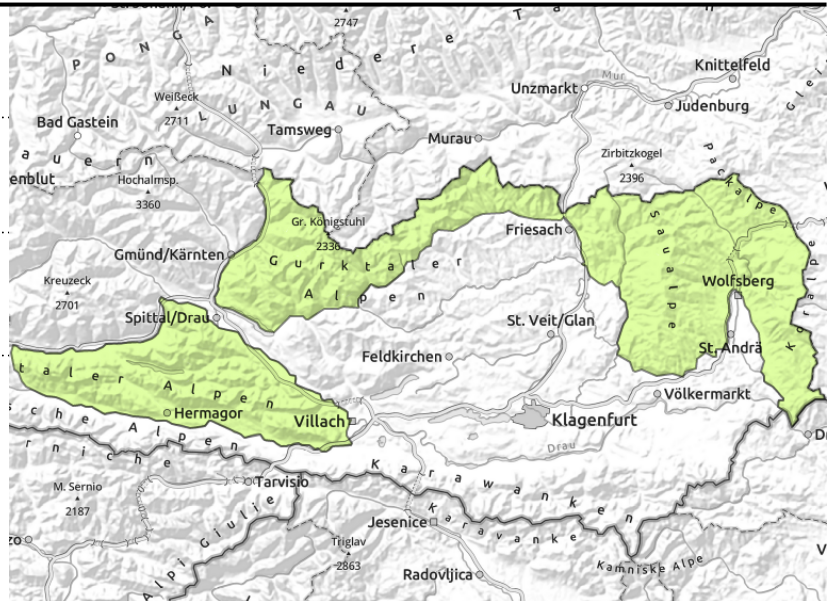 2747
P O N G A
N i e d e r e T a
Knittelfeld
Unzmarkt
Mur
Weißeck
2711
L U N G A U
Judenburg
Bad Gastein
Tamsweg
Murau
a u e r n
Zirbitzkogel
2396
P a c k a l p e
enblut
Hochalmsp.
3360
Gr. Königstuhl
2336
Friesach
S a u a l p e
Gmünd/Kärnten
G u r k t a l e r
A l p e n
Kreuzeck
2701
Wolfsberg
K o r a l p e
Spittal/Drau
St. Veit/Glan
St. Andrä
Feldkirchen
t a l e r A l p e n
Völkermarkt
Hermagor
Villach
Klagenfurt
s c h e A l p e n
Drau
D
r n i s c h e
K a r a w a n k e n
Tarvisio
M. Sernio
2187
Jesenice
K a r a v a n k e
zo
Triglav
2863
A l p i G i u l i e
Kamniške Alpe
Radovljica